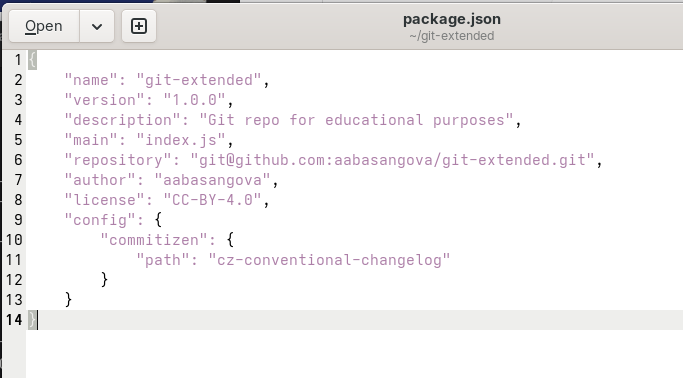 Open
package.json
~/git-extended
1 {
2     "name": "git-extended",
3     "version": "1.0.0",
4     "description": "Git repo for educational purposes",
5     "main": "index.js",
6     "repository": "git@github.com:aabasangova/git-extended.git",
7     "author": "aabasangova",
8     "license": "CC-BY-4.0",
9     "config": {
10         "commitizen": {
11             "path": "cz-conventional-changelog"
12         }
13     }
14 }